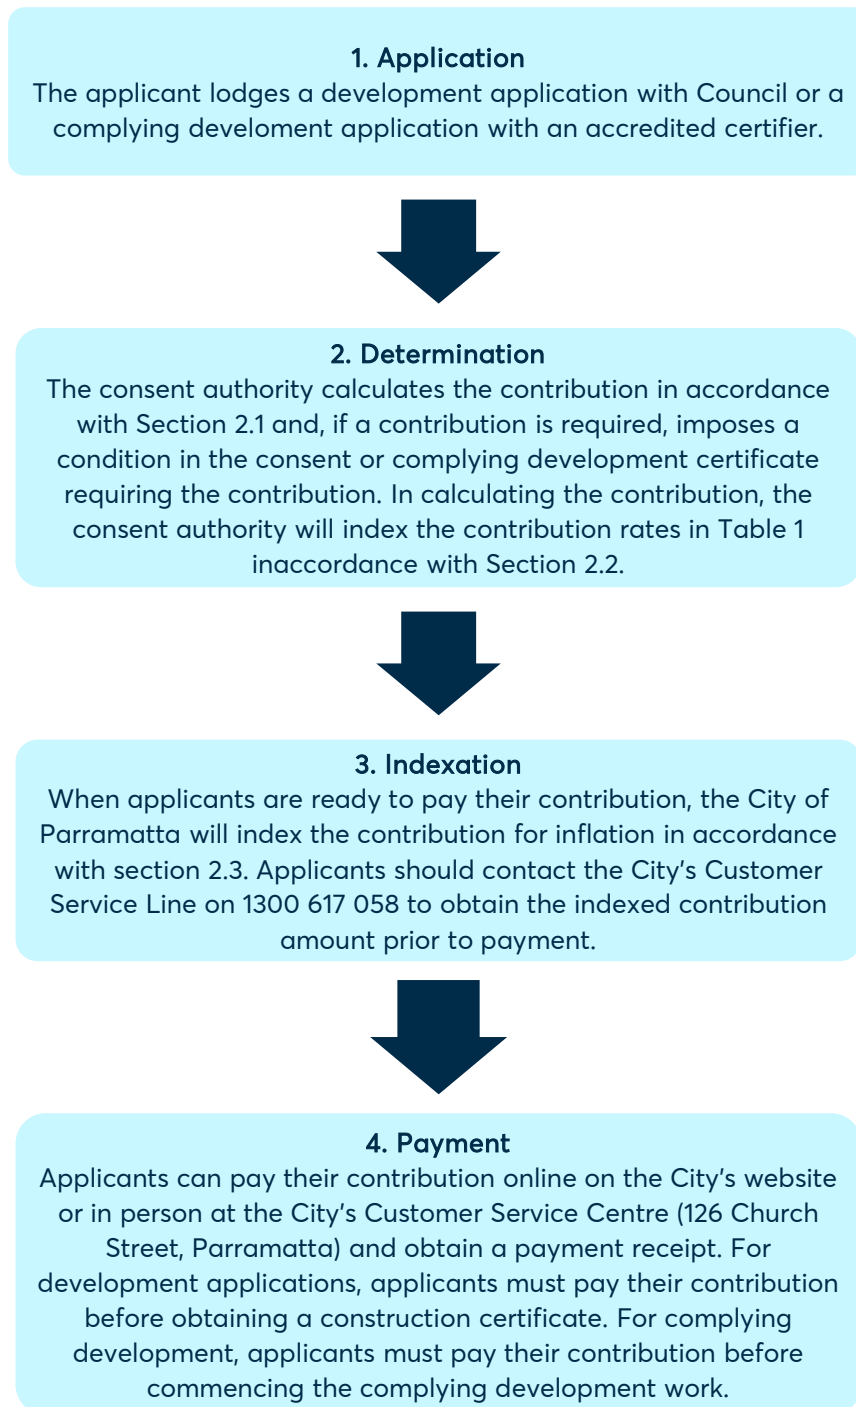 1. Application
The applicant lodges a development application with Council or a
complying develoment application with an accredited certifier.
2. Determination
The consent authority calculates the contribution in accordance
with Section 2.1 and, if a contribution is required, imposes a
condition in the consent or complying development certificate
requiring the contribution. In calculating the contribution, the
consent authority will index the contribution rates in Table 1
inaccordance with Section 2.2.
3. Indexation
When applicants are ready to pay their contribution, the City of
Parramatta will index the contribution for inflation in accordance
with section 2.3. Applicants should contact the City's Customer
Service Line on 1300 617 058 to obtain the indexed contribution
amount prior to payment.
4. Payment
Applicants can pay their contribution online on the City's website
or in person at the City's Customer Service Centre (126 Church
Street, Parramatta) and obtain a payment receipt. For
development applications, applicants must pay their contribution
before obtaining a construction certificate. For complying
development, applicants must pay their contribution before
commencing the complying development work.